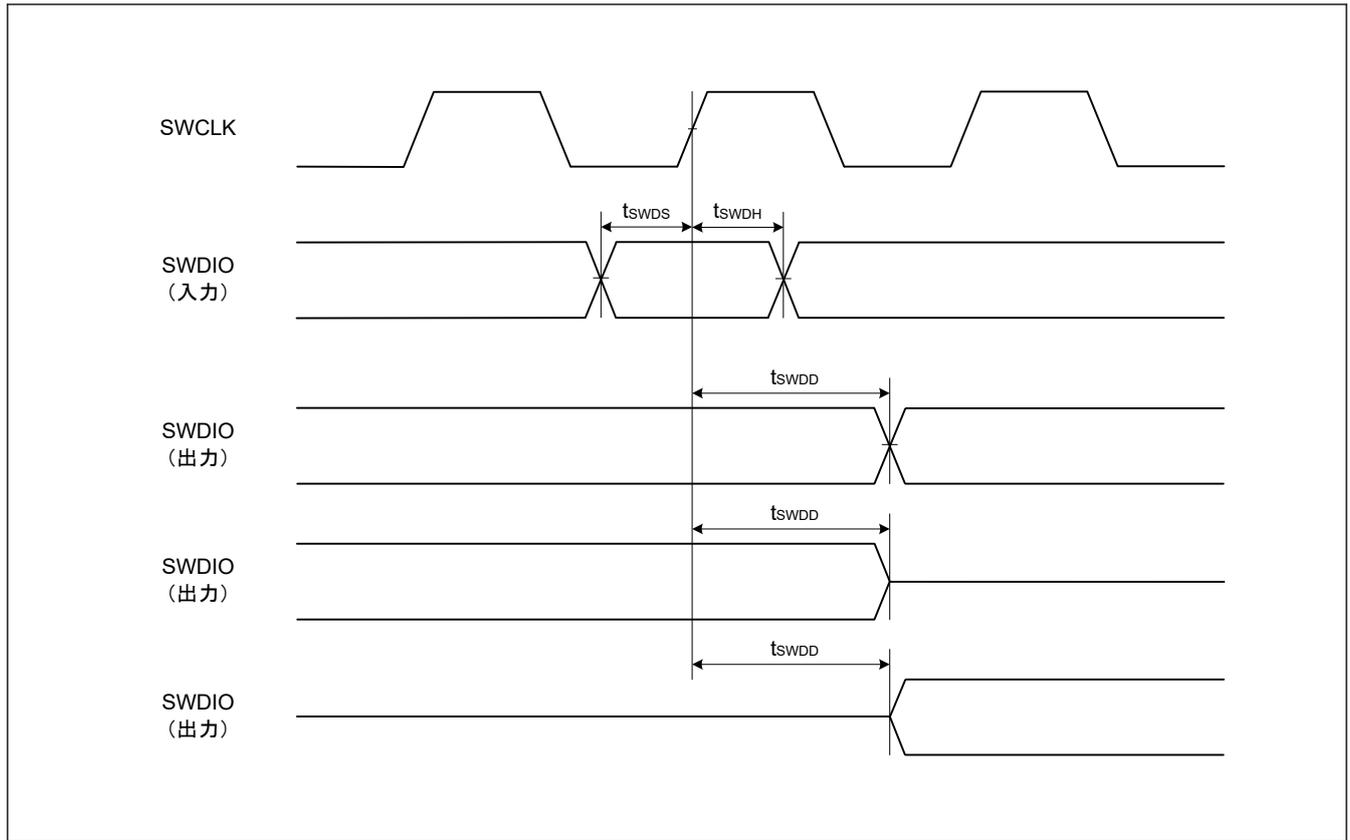 SWCLK
tSWDS
tSWDH
SWDIO
（入力）
tSWDD
SWDIO
（出力）
tSWDD
SWDIO
（出力）
tSWDD
SWDIO
（出力）